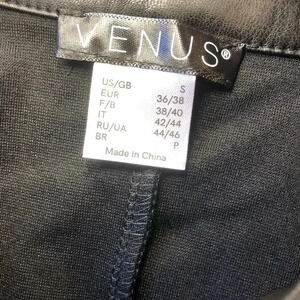 VENUS®
US/GB S
EUR 36/38
F/B 38/40
IT 42/44
RU/UA 44/46
BR P
Made in China